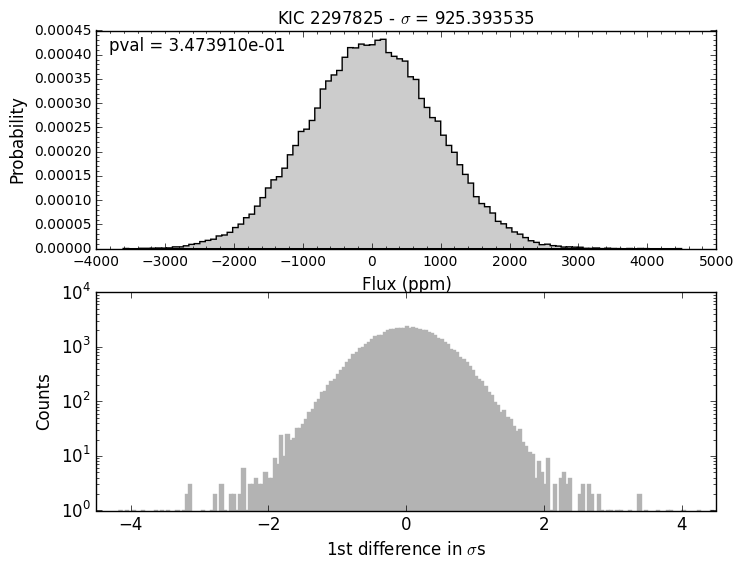 KIC 2297825 - σ = 925.393535
pval = 3.473910e-01
Probability
0.00045
0.00040
0.00035
0.00030
0.00025
0.00020
0.00015
0.00010
0.00005
0.00000
−4000 −3000 −2000 −1000 0 1000 2000 3000 4000 5000
Flux (ppm)
Counts
10^4
10^3
10^2
10^1
10^0
−4 −2 0 2 4
1st difference in σs